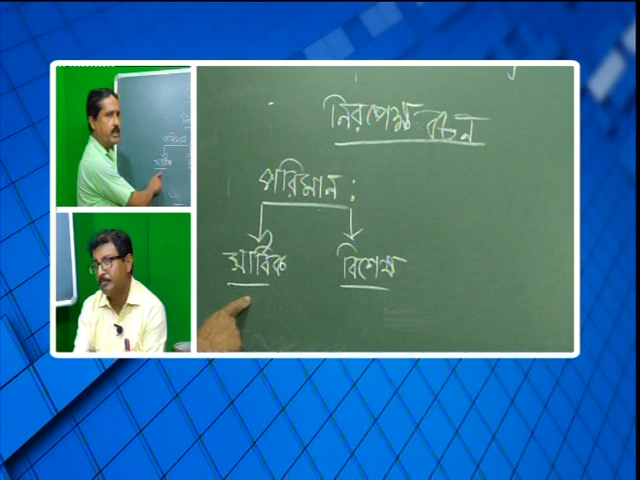 নিরপেক্ষ বচন
পরিমান :
সার্বিক বিশেষ